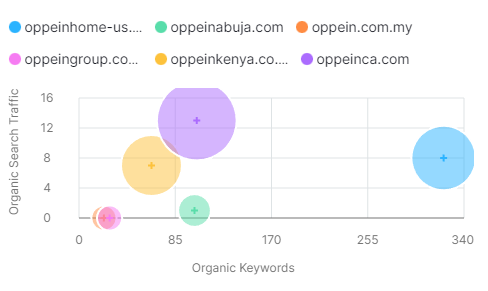 oppeinhome-us.... oppeinabuja.com oppein.com.my
oppeingroup.co... oppeinkenya.co.... oppeinca.com
Organic Search Traffic
16
12
8
4
0
0 85 170 255 340
Organic Keywords